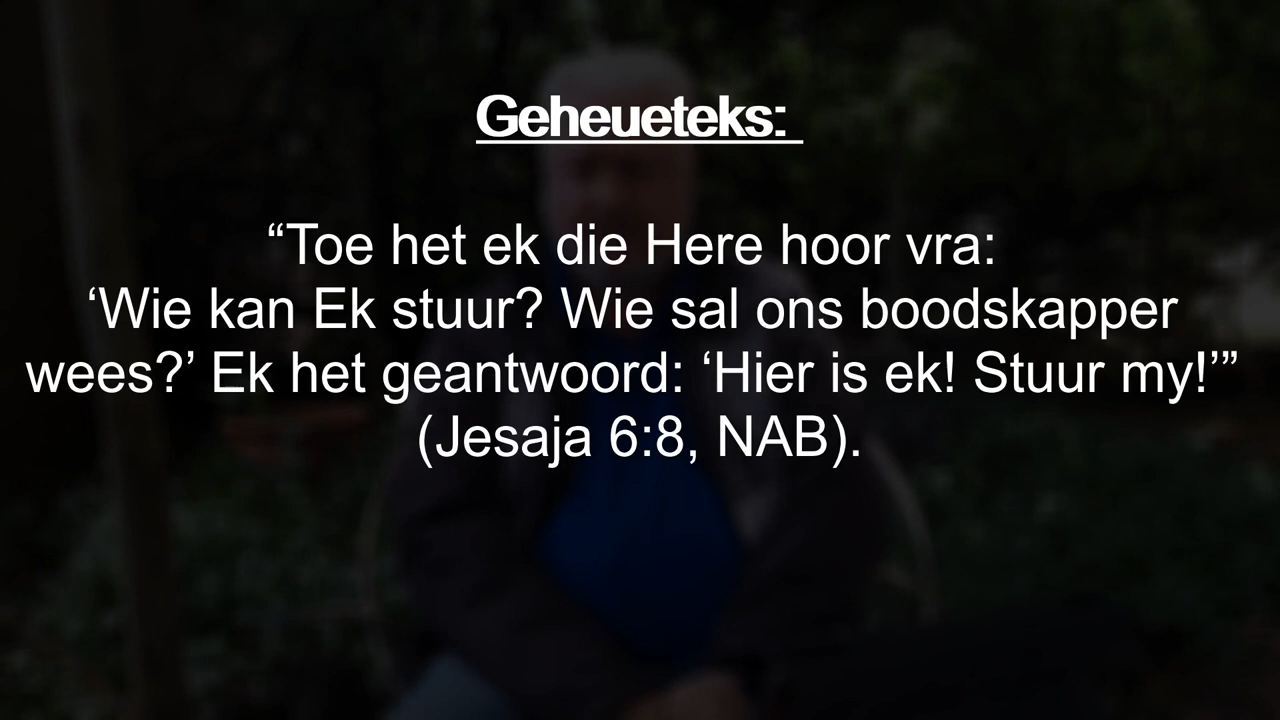 Geheueteks:
“Toe het ek die Here hoor vra:
‘Wie kan Ek stuur? Wie sal ons boodskapper
wees?’ Ek het geantwoord: ‘Hier is ek! Stuur my!’”
(Jesaja 6:8, NAB).